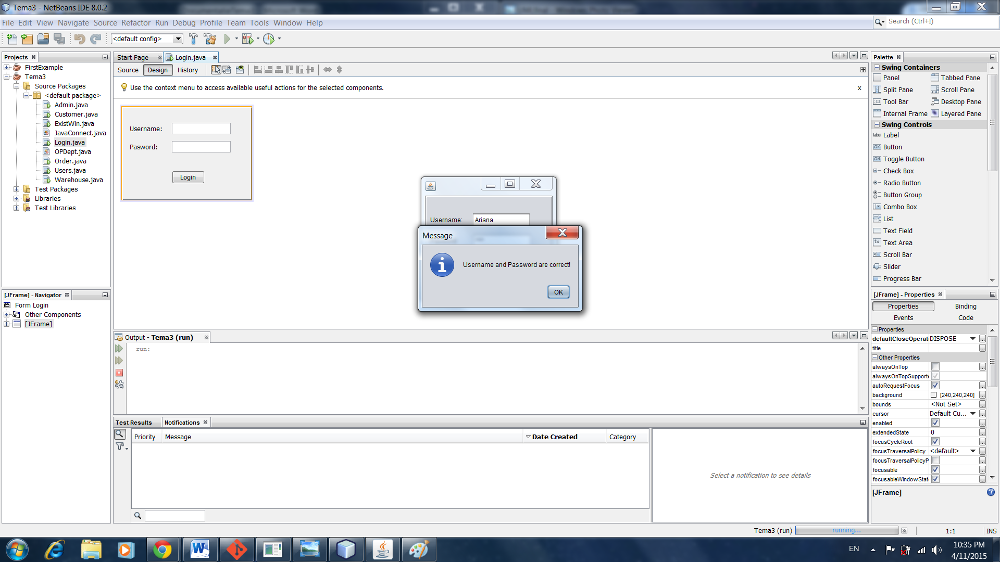 Tema3 - NetBeans IDE 8.0.2
File Edit View Navigate Source Refactor Run Debug Profile Team Tools Window Help
Search (Ctrl+I)
<default config>
Projects
FirstExample
Tema3
Source Packages
<default package>
Admin.java
Customer.java
ExistWin.java
JavaConnect.java
Login.java
OPDept.java
Order.java
Users.java
Warehouse.java
Test Packages
Libraries
Test Libraries
[JFrame] - Navigator
Form Login
Other Components
[JFrame]
Start Page
Login.java
Source Design History
Use the context menu to access available useful actions for the selected components.
x
Username:
Pasword:
Login
Username: Ariana
Message
Username and Password are correct!
OK
Output - Tema3 (run)
run:
Test Results
Notifications
Priority Message Date Created Category
Select a notification to see details
Palette
Swing Containers
Panel Tabbed Pane
Split Pane Scroll Pane
Tool Bar Desktop Pane
Internal Frame Layered Pane
Swing Controls
label Label
OK Button
ON Toggle Button
Check Box
Radio Button
Button Group
Combo Box
List
Text Field
Text Area
Scroll Bar
Slider
Progress Bar
[JFrame] - Properties
Properties Binding
Events Code
Properties
defaultCloseOperat DISPOSE
title
Other Properties
alwaysOnTop
alwaysOnTopSupporte
autoRequestFocus
background [240,240,240]
bounds <Not Set>
cursor Default Cu...
enabled
extendedState 0
focusCycleRoot
focusTraversalPolicy <default>
focusTraversalPolicyP
focusable
focusableWindowStat
[JFrame]
Tema3 (run) running... 1:1 INS
EN
10:35 PM
4/11/2015